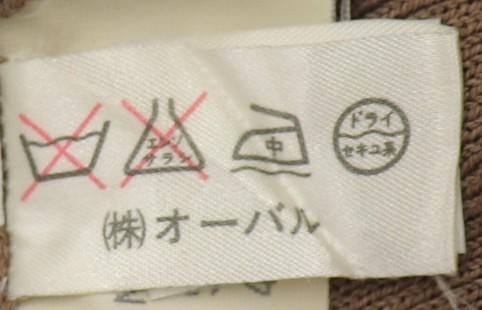 エンソ
サラシ
中
ドライ
セキユ系
(株)オーバル